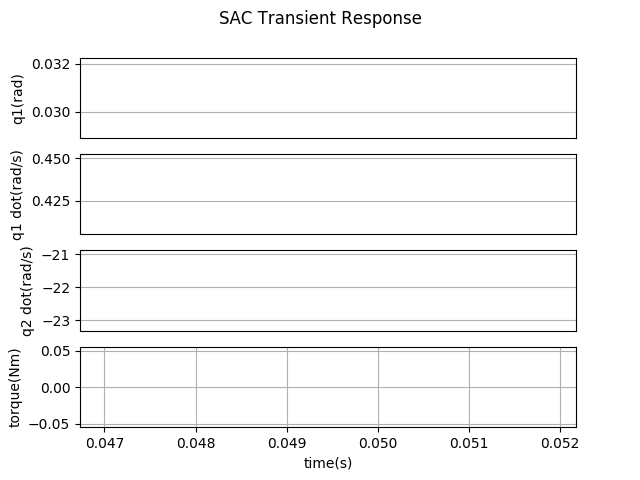 SAC Transient Response
0.032
0.030
q1(rad)
0.450
0.425
q1 dot(rad/s)
−21
−22
−23
q2 dot(rad/s)
0.05
0.00
−0.05
torque(Nm)
0.047 0.048 0.049 0.050 0.051 0.052
time(s)